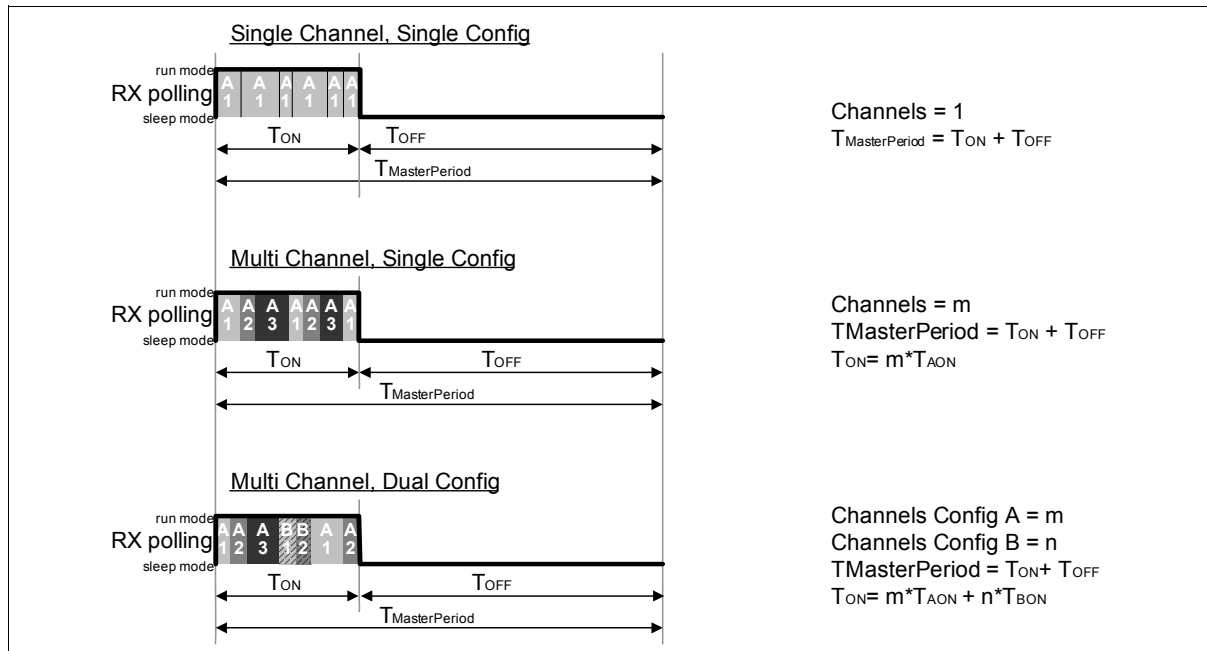 Single Channel, Single Config
run mode
RX polling
sleep mode
A 1 A 1 A 1 A 1 A 1 A 1
TON TOFF
TMasterPeriod
Channels = 1
TMasterPeriod = TON + TOFF
Multi Channel, Single Config
run mode
RX polling
sleep mode
A 1 A 2 A 3 A 1 A 2 A 3 A 1
TON TOFF
TMasterPeriod
Channels = m
TMasterPeriod = TON + TOFF
TON= m*TAON
Multi Channel, Dual Config
run mode
RX polling
sleep mode
A 1 A 2 A 3 B 1 B 2 A 1 A 2
TON TOFF
TMasterPeriod
Channels Config A = m
Channels Config B = n
TMasterPeriod = TON+ TOFF
TON= m*TAON + n*TBON